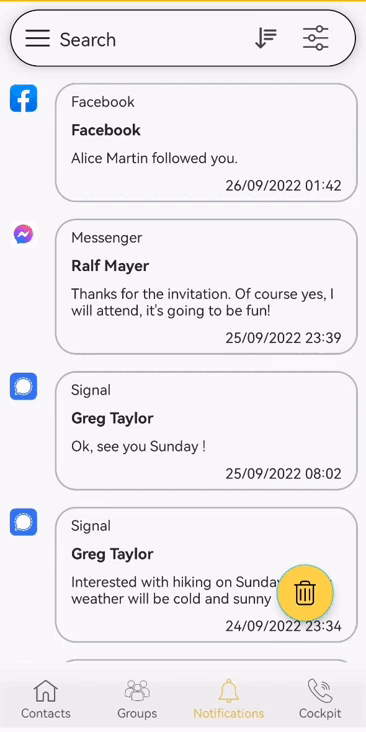 Search
Facebook
Facebook
Alice Martin followed you.
26/09/2022 01:42
Messenger
Ralf Mayer
Thanks for the invitation. Of course yes, I
will attend, it's going to be fun!
25/09/2022 23:39
Signal
Greg Taylor
Ok, see you Sunday !
25/09/2022 08:02
Signal
Greg Taylor
Interested with hiking on Sunday
weather will be cold and sunny
24/09/2022 23:34
Contacts
Groups
Notifications
Cockpit